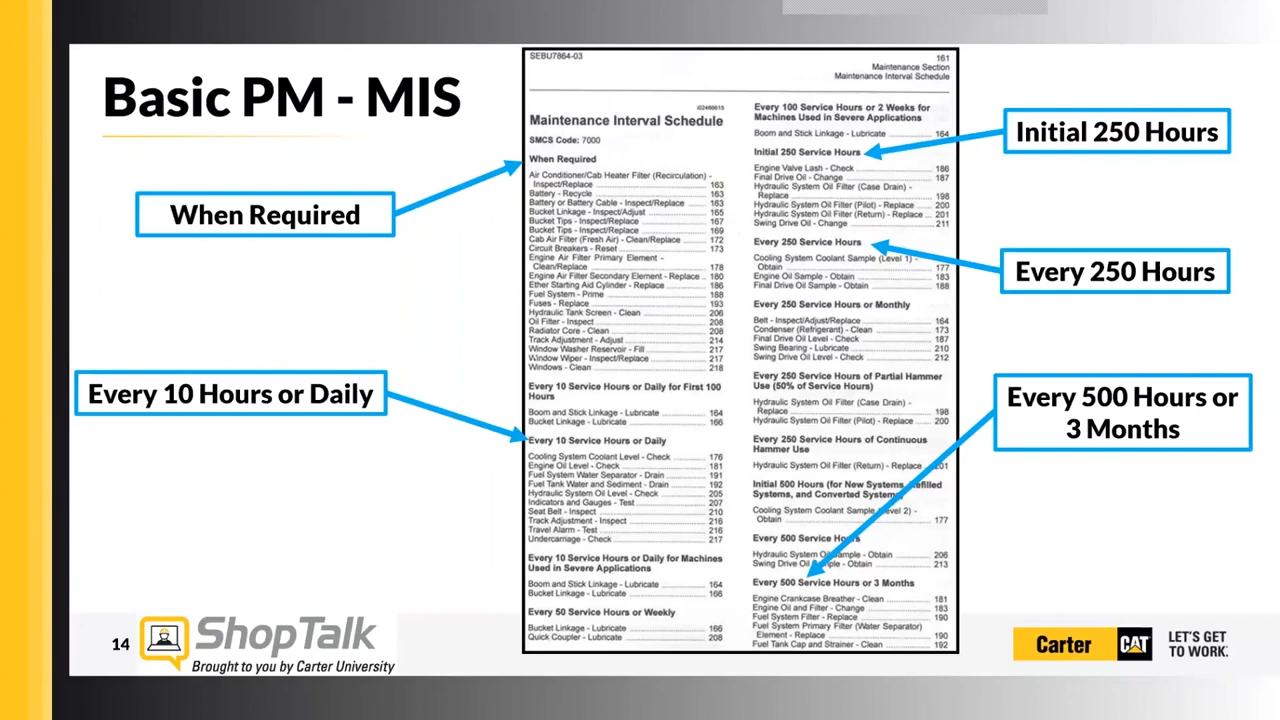 Basic PM - MIS
When Required
Every 10 Hours or Daily
SEBU7864-03
161
Maintenance Section
Maintenance Interval Schedule
i02466615
Maintenance Interval Schedule
SMCS Code: 7000
When Required
Air Conditioner/Cab Heater Filter (Recirculation) -
Inspect/Replace ........ 163
Battery - Recycle ........ 163
Battery or Battery Cable - Inspect/Replace ........ 163
Bucket Linkage - Inspect/Adjust ........ 165
Bucket Tips - Inspect/Replace ........ 167
Bucket Tips - Inspect/Replace ........ 169
Cab Air Filter (Fresh Air) - Clean/Replace ........ 172
Circuit Breakers - Reset ........ 173
Engine Air Filter Primary Element -
Clean/Replace ........ 178
Engine Air Filter Secondary Element - Replace .. 180
Ether Starting Aid Cylinder - Replace ........ 186
Fuel System - Prime ........ 188
Fuses - Replace ........ 193
Hydraulic Tank Screen - Clean ........ 206
Oil Filter - Inspect ........ 208
Radiator Core - Clean ........ 208
Track Adjustment - Adjust ........ 214
Window Washer Reservoir - Fill ........ 217
Window Wiper - Inspect/Replace ........ 217
Windows - Clean ........ 218
Every 10 Service Hours or Daily for First 100
Hours
Boom and Stick Linkage - Lubricate ........ 164
Bucket Linkage - Lubricate ........ 166
Every 10 Service Hours or Daily
Cooling System Coolant Level - Check ........ 176
Engine Oil Level - Check ........ 181
Fuel System Water Separator - Drain ........ 191
Fuel Tank Water and Sediment - Drain ........ 192
Hydraulic System Oil Level - Check ........ 205
Indicators and Gauges - Test ........ 207
Seat Belt - Inspect ........ 210
Track Adjustment - Inspect ........ 216
Travel Alarm - Test ........ 216
Undercarriage - Check ........ 217
Every 10 Service Hours or Daily for Machines
Used in Severe Applications
Boom and Stick Linkage - Lubricate ........ 164
Bucket Linkage - Lubricate ........ 166
Every 50 Service Hours or Weekly
Bucket Linkage - Lubricate ........ 166
Quick Coupler - Lubricate ........ 208
Every 100 Service Hours or 2 Weeks for
Machines Used in Severe Applications
Boom and Stick Linkage - Lubricate ........ 164
Initial 250 Service Hours
Engine Valve Lash - Check ........ 186
Final Drive Oil - Change ........ 187
Hydraulic System Oil Filter (Case Drain) -
Replace ........ 198
Hydraulic System Oil Filter (Pilot) - Replace ..... 200
Hydraulic System Oil Filter (Return) - Replace ... 201
Swing Drive Oil - Change ........ 211
Every 250 Service Hours
Cooling System Coolant Sample (Level 1) -
Obtain ........ 177
Engine Oil Sample - Obtain ........ 183
Final Drive Oil Sample - Obtain ........ 188
Every 250 Service Hours or Monthly
Belt - Inspect/Adjust/Replace ........ 164
Condenser (Refrigerant) - Clean ........ 173
Final Drive Oil Level - Check ........ 187
Swing Bearing - Lubricate ........ 210
Swing Drive Oil Level - Check ........ 212
Every 250 Service Hours of Partial Hammer
Use (50% of Service Hours)
Hydraulic System Oil Filter (Case Drain) -
Replace ........ 198
Hydraulic System Oil Filter (Pilot) - Replace ..... 200
Every 250 Service Hours of Continuous
Hammer Use
Hydraulic System Oil Filter (Return) - Replace ... 201
Initial 500 Hours (for New Systems, Refilled
Systems, and Converted Systems)
Cooling System Coolant Sample (Level 2) -
Obtain ........ 177
Every 500 Service Hours
Hydraulic System Oil Sample - Obtain ........ 206
Swing Drive Oil Sample - Obtain ........ 213
Every 500 Service Hours or 3 Months
Engine Crankcase Breather - Clean ........ 181
Engine Oil and Filter - Change ........ 183
Fuel System Filter - Replace ........ 190
Fuel System Primary Filter (Water Separator)
Element - Replace ........ 190
Fuel Tank Cap and Strainer - Clean ........ 192
Initial 250 Hours
Every 250 Hours
Every 500 Hours or
3 Months
14
ShopTalk
Brought to you by Carter University
Carter
CAT
LET'S GET
TO WORK.